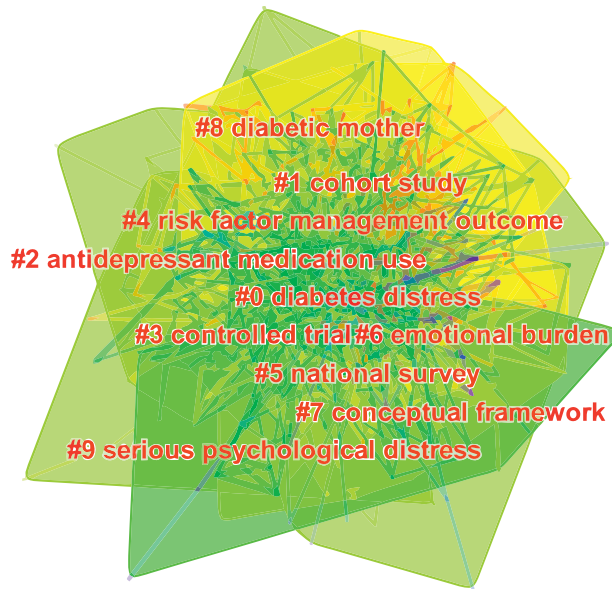 #8 diabetic mother
#1 cohort study
#4 risk factor management outcome
#2 antidepressant medication use
#0 diabetes distress
#3 controlled trial #6 emotional burden
#5 national survey
#7 conceptual framework
#9 serious psychological distress